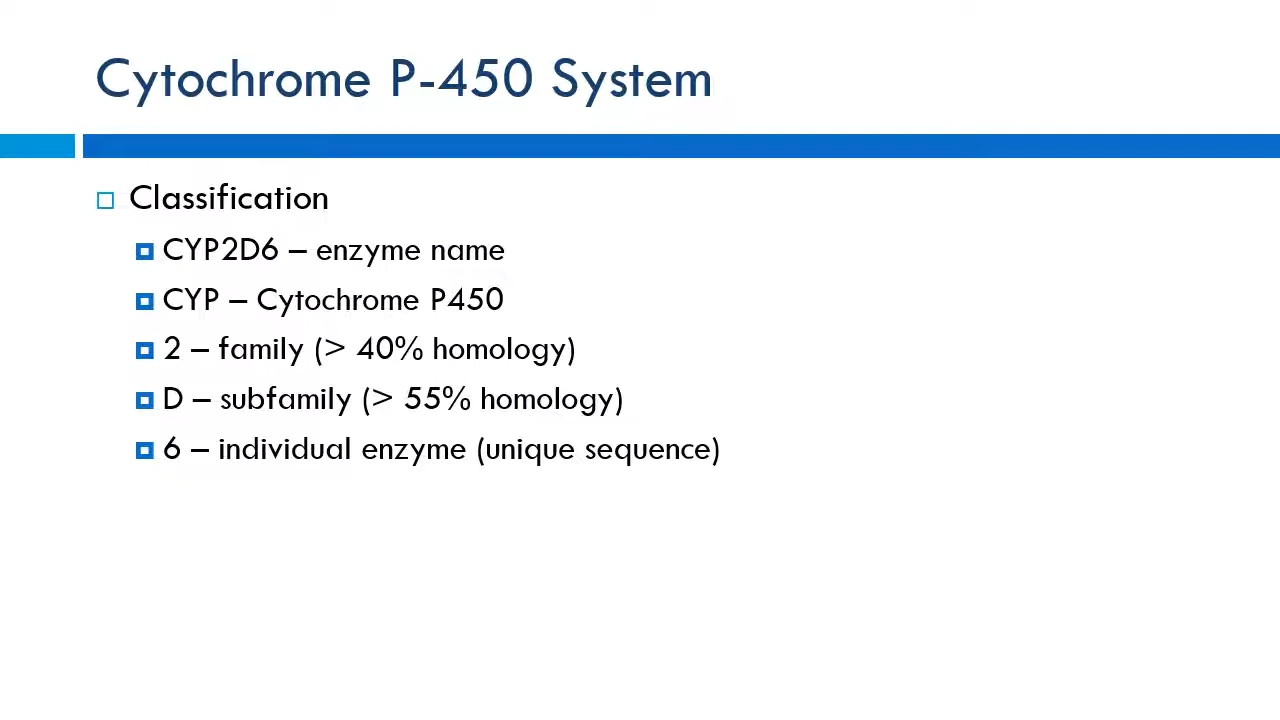 Cytochrome P-450 System
Classification
CYP2D6 – enzyme name
CYP – Cytochrome P450
2 – family (> 40% homology)
D – subfamily (> 55% homology)
6 – individual enzyme (unique sequence)